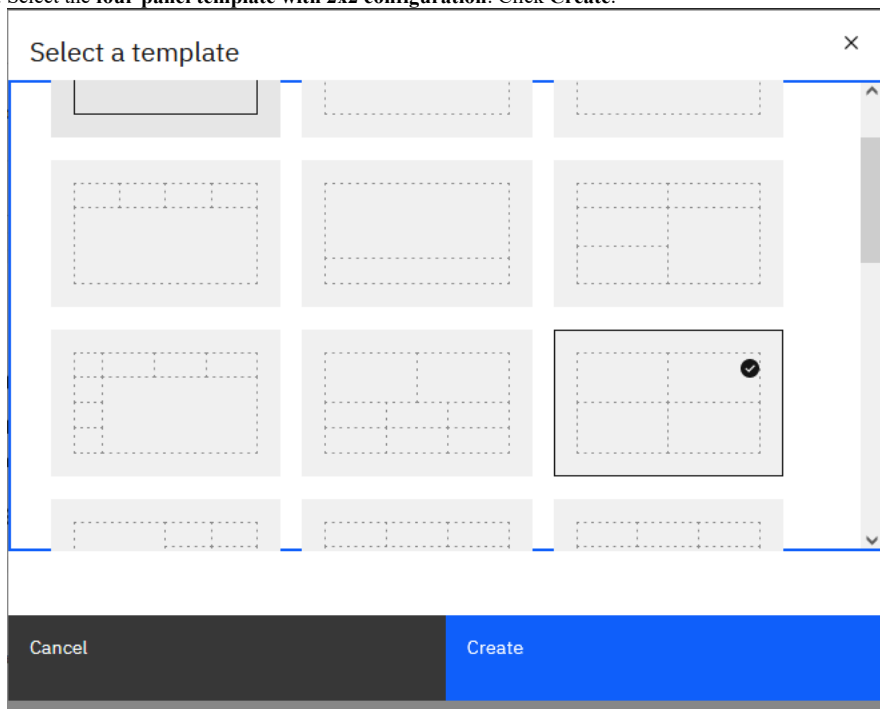 Select the four-panel template with 2x2 configuration. Click Create.
Select a template
Cancel
Create